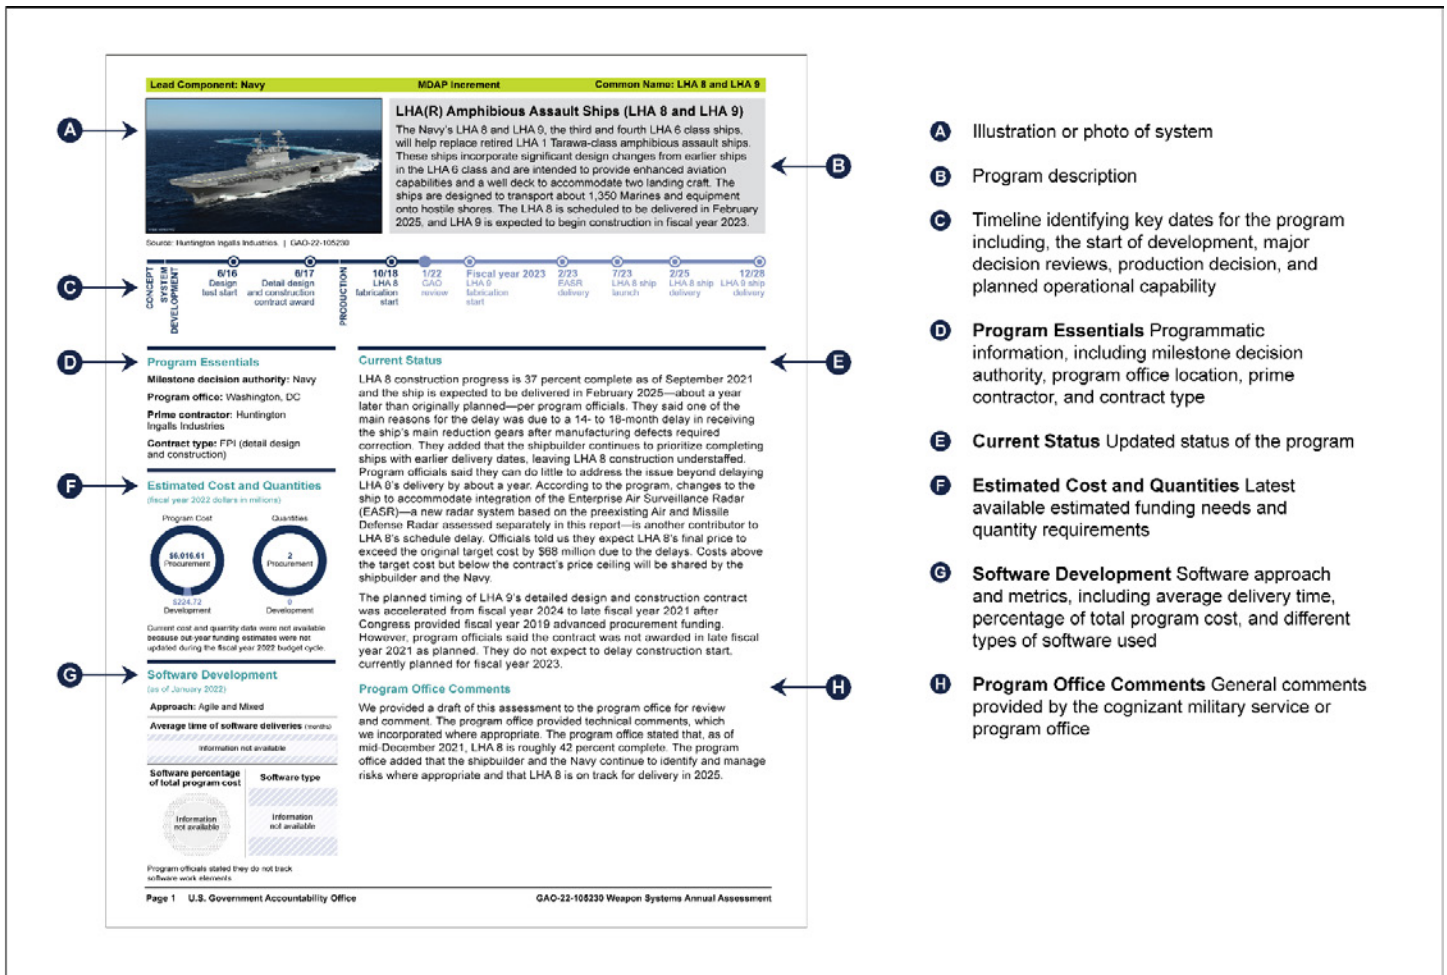 Lead Component: Navy
MDAP Increment
Common Name: LHA 8 and LHA 9
A
LHA(R) Amphibious Assault Ships (LHA 8 and LHA 9)
The Navy's LHA 8 and LHA 9, the third and fourth LHA 6 class ships,
will help replace retired LHA 1 Tarawa-class amphibious assault ships.
These ships incorporate significant design changes from earlier ships
in the LHA 6 class and are intended to provide enhanced aviation
capabilities and a well deck to accommodate two landing craft. The
ships are designed to transport about 1,350 Marines and equipment
onto hostile shores. The LHA 8 is scheduled to be delivered in February
2025, and LHA 9 is expected to begin construction in fiscal year 2023.
B
Source: Huntington Ingalls Industries. | GAO-22-105230
C
CONCEPT
SYSTEM
DEVELOPMENT
6/16
Design
test start
6/17
Detail design
and construction
contract award
PRODUCTION
10/18
LHA 8
fabrication
start
1/22
GAO
review
Fiscal year 2023
LHA 9
fabrication
start
2/23
EASR
delivery
7/23
LHA 8 ship
launch
2/25
LHA 8 ship
delivery
12/28
LHA 9 ship
delivery
D
Program Essentials
Milestone decision authority: Navy
Program office: Washington, DC
Prime contractor: Huntington
Ingalls Industries
Contract type: FPI (detail design
and construction)
F
Estimated Cost and Quantities
(fiscal year 2022 dollars in millions)
Program Cost
$6,016.61
Procurement
$224.72
Development
Quantities
2
Procurement
0
Development
Current cost and quantity data were not available
because out-year funding estimates were not
updated during the fiscal year 2022 budget cycle.
G
Software Development
(as of January 2022)
Approach: Agile and Mixed
Average time of software deliveries (months)
Information not available
Software percentage
of total program cost
Information
not available
Software type
Information
not available
Program officials stated they do not track
software work elements
E
Current Status
LHA 8 construction progress is 37 percent complete as of September 2021
and the ship is expected to be delivered in February 2025—about a year
later than originally planned—per program officials. They said one of the
main reasons for the delay was due to a 14- to 18-month delay in receiving
the ship's main reduction gears after manufacturing defects required
correction. They added that the shipbuilder continues to prioritize completing
ships with earlier delivery dates, leaving LHA 8 construction understaffed.
Program officials said they can do little to address the issue beyond delaying
LHA 8's delivery by about a year. According to the program, changes to the
ship to accommodate integration of the Enterprise Air Surveillance Radar
(EASR)—a new radar system based on the preexisting Air and Missile
Defense Radar assessed separately in this report—is another contributor to
LHA 8's schedule delay. Officials told us they expect LHA 8's final price to
exceed the original target cost by $68 million due to the delays. Costs above
the target cost but below the contract's price ceiling will be shared by the
shipbuilder and the Navy.
The planned timing of LHA 9's detailed design and construction contract
was accelerated from fiscal year 2024 to late fiscal year 2021 after
Congress provided fiscal year 2019 advanced procurement funding.
However, program officials said the contract was not awarded in late fiscal
year 2021 as planned. They do not expect to delay construction start,
currently planned for fiscal year 2023.
H
Program Office Comments
We provided a draft of this assessment to the program office for review
and comment. The program office provided technical comments, which
we incorporated where appropriate. The program office stated that, as of
mid-December 2021, LHA 8 is roughly 42 percent complete. The program
office added that the shipbuilder and the Navy continue to identify and manage
risks where appropriate and that LHA 8 is on track for delivery in 2025.
Page 1 U.S. Government Accountability Office
GAO-22-105230 Weapon Systems Annual Assessment
A Illustration or photo of system
B Program description
C Timeline identifying key dates for the program
including, the start of development, major
decision reviews, production decision, and
planned operational capability
D Program Essentials Programmatic
information, including milestone decision
authority, program office location, prime
contractor, and contract type
E Current Status Updated status of the program
F Estimated Cost and Quantities Latest
available estimated funding needs and
quantity requirements
G Software Development Software approach
and metrics, including average delivery time,
percentage of total program cost, and different
types of software used
H Program Office Comments General comments
provided by the cognizant military service or
program office